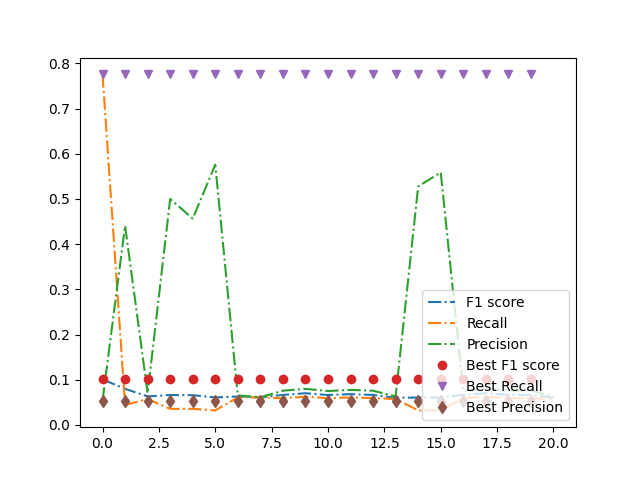 0.8
0.7
0.6
0.5
0.4
0.3
0.2
0.1
0.0
0.0 2.5 5.0 7.5 10.0 12.5 15.0 17.5 20.0
F1 score
Recall
Precision
Best F1 score
Best Recall
Best Precision